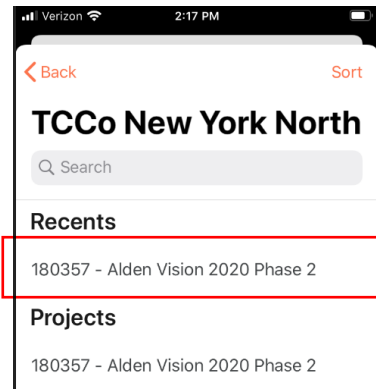 Verizon 2:17 PM
Back Sort
TCCo New York North
Search
Recents
180357 - Alden Vision 2020 Phase 2
Projects
180357 - Alden Vision 2020 Phase 2